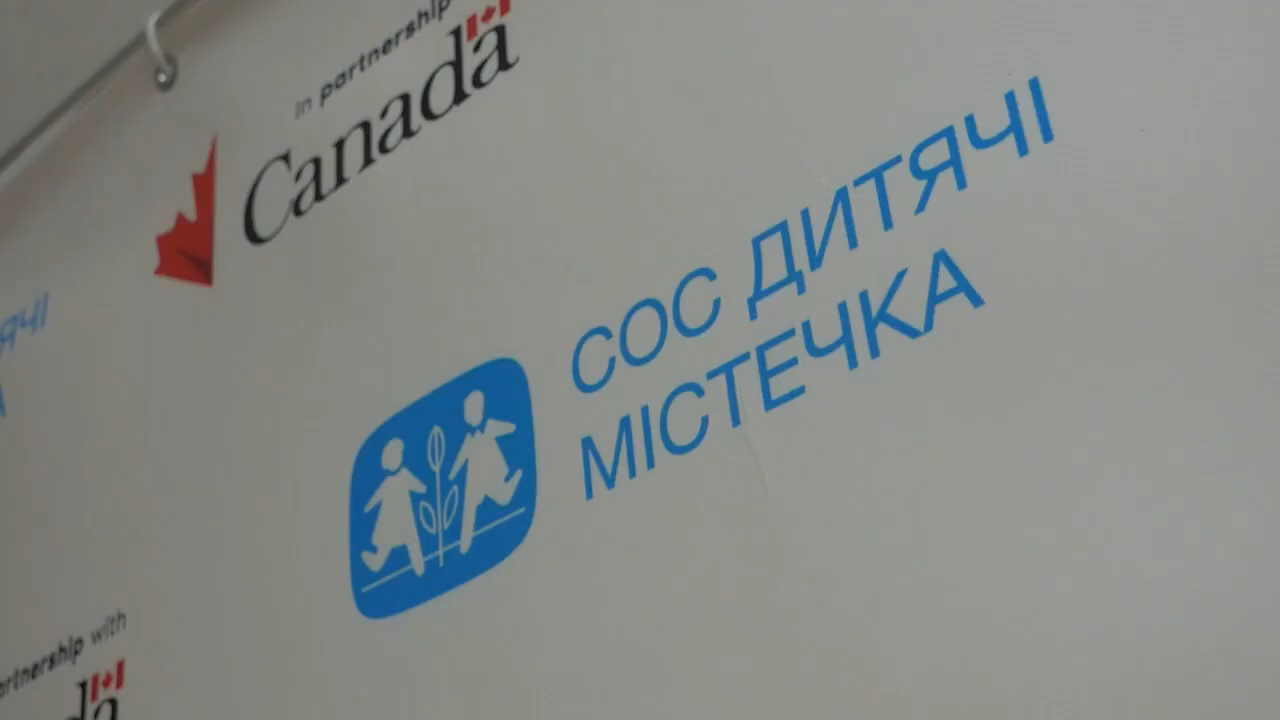 in partnership
Canada
СОС ДИТЯЧІ
МІСТЕЧКА
partnership with